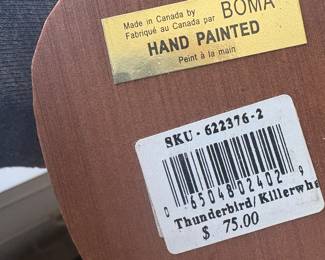 Made in Canada by
Fabriqué au Canada par BOMA
HAND PAINTED
Peint à la main
SKU - 622376-2
0 65048 02402 9
Thunderbird/Killerwha
$ 75.00